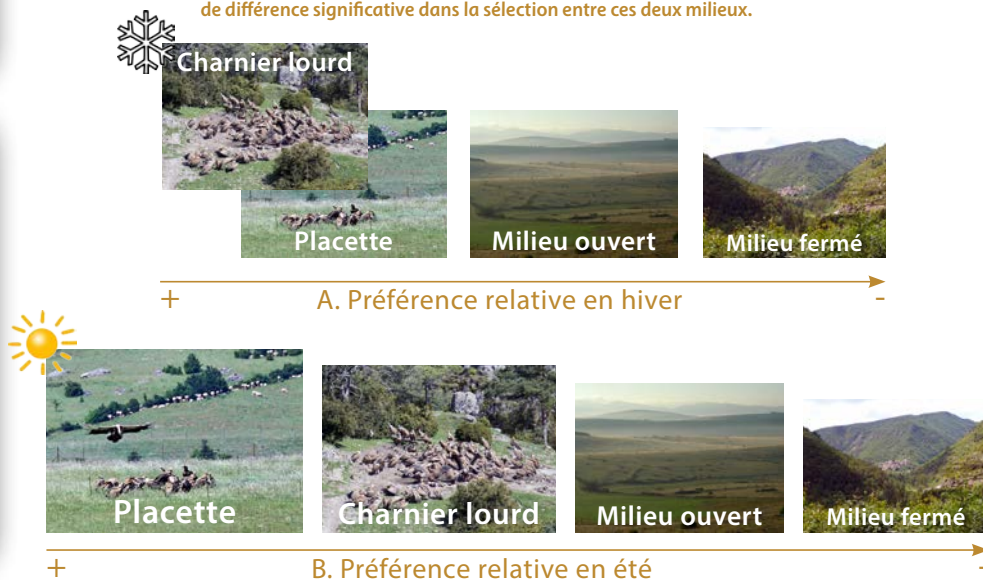 de différence significative dans la sélection entre ces deux milieux.
Charnier lourd
Placette
Milieu ouvert
Milieu fermé
+ -
A. Préférence relative en hiver
Placette
Charnier lourd
Milieu ouvert
Milieu fermé
+ -
B. Préférence relative en été